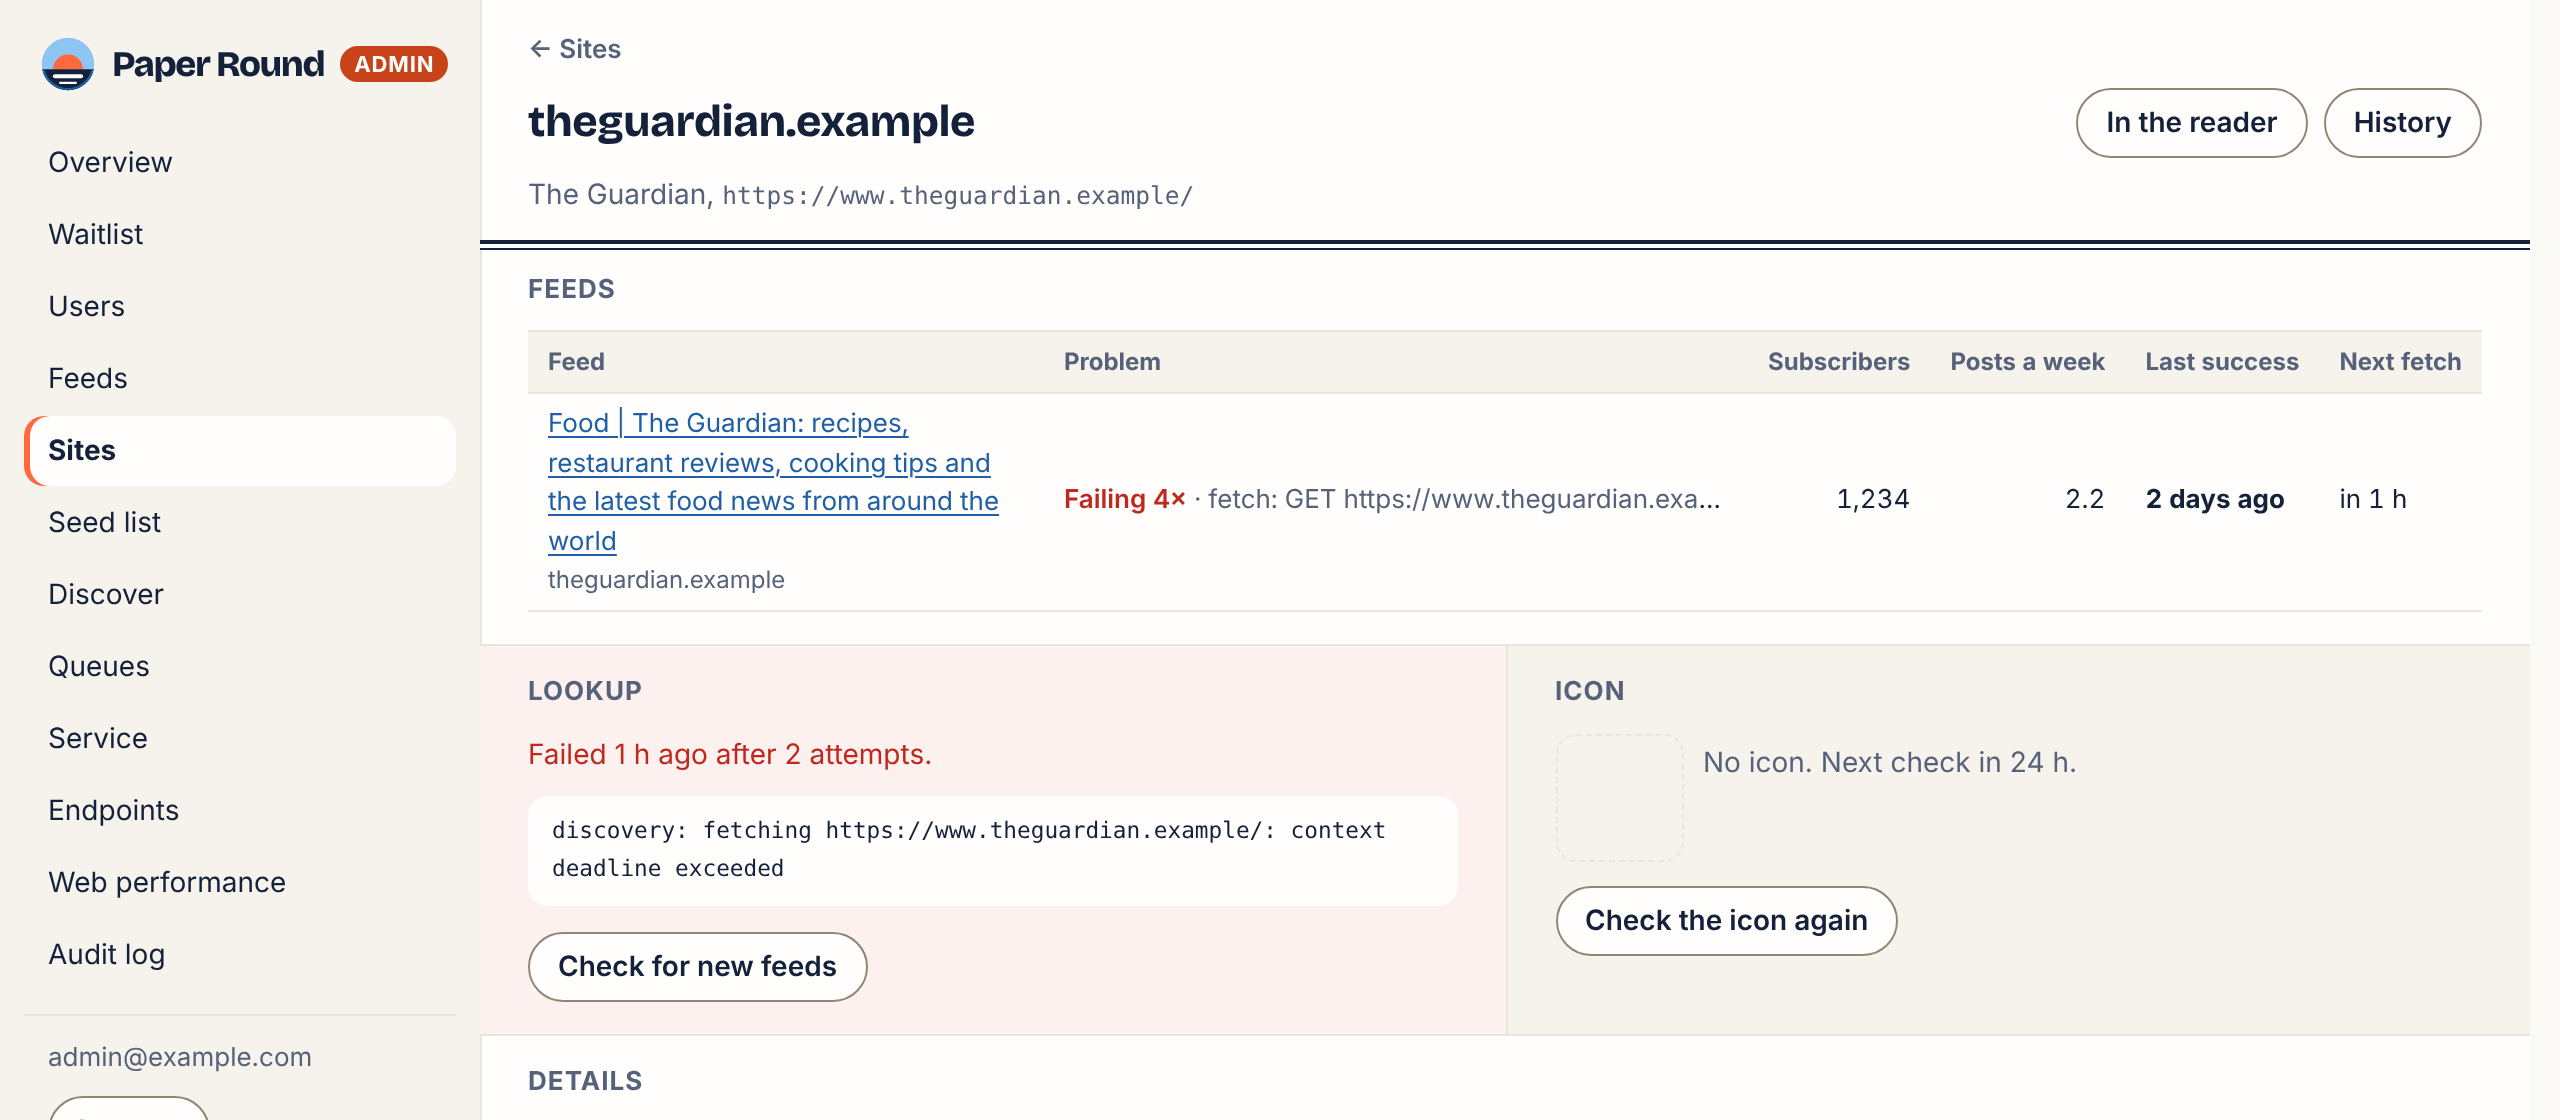 Paper Round ADMIN
Overview
Waitlist
Users
Feeds
Sites
Seed list
Discover
Queues
Service
Endpoints
Web performance
Audit log
admin@example.com
← Sites
theguardian.example
In the reader
History
The Guardian, https://www.theguardian.example/
FEEDS
Feed Problem Subscribers Posts a week Last success Next fetch
Food | The Guardian: recipes,
restaurant reviews, cooking tips and
the latest food news from around the
world
theguardian.example
Failing 4× · fetch: GET https://www.theguardian.exa... 1,234 2.2 2 days ago in 1 h
LOOKUP
Failed 1 h ago after 2 attempts.
discovery: fetching https://www.theguardian.example/: context
deadline exceeded
Check for new feeds
ICON
No icon. Next check in 24 h.
Check the icon again
DETAILS